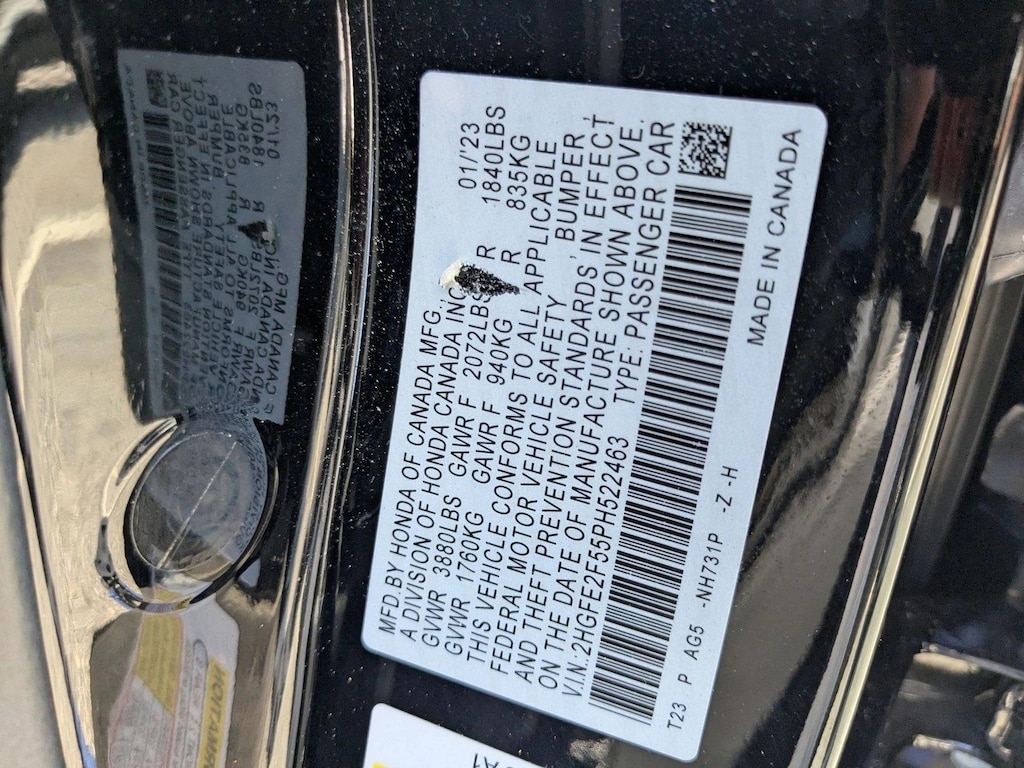 MFD. BY HONDA OF CANADA MFG., 01/'23
A DIVISION OF HONDA CANADA INC
GVWR 3880LBS GAWR F 2072LBS R 1840LBS
GVWR 1760KG GAWR F 940KG R 835KG
THIS VEHICLE CONFORMS TO ALL APPLICABLE
FEDERAL MOTOR VEHICLE SAFETY, BUMPER,
AND THEFT PREVENTION STANDARDS IN EFFECT
ON THE DATE OF MANUFACTURE SHOWN ABOVE.
V.I.N.:2HGFE2F55PH522463 TYPE: PASSENGER CAR
T23 P AG5 -NH731P -Z -H
MADE IN CANADA